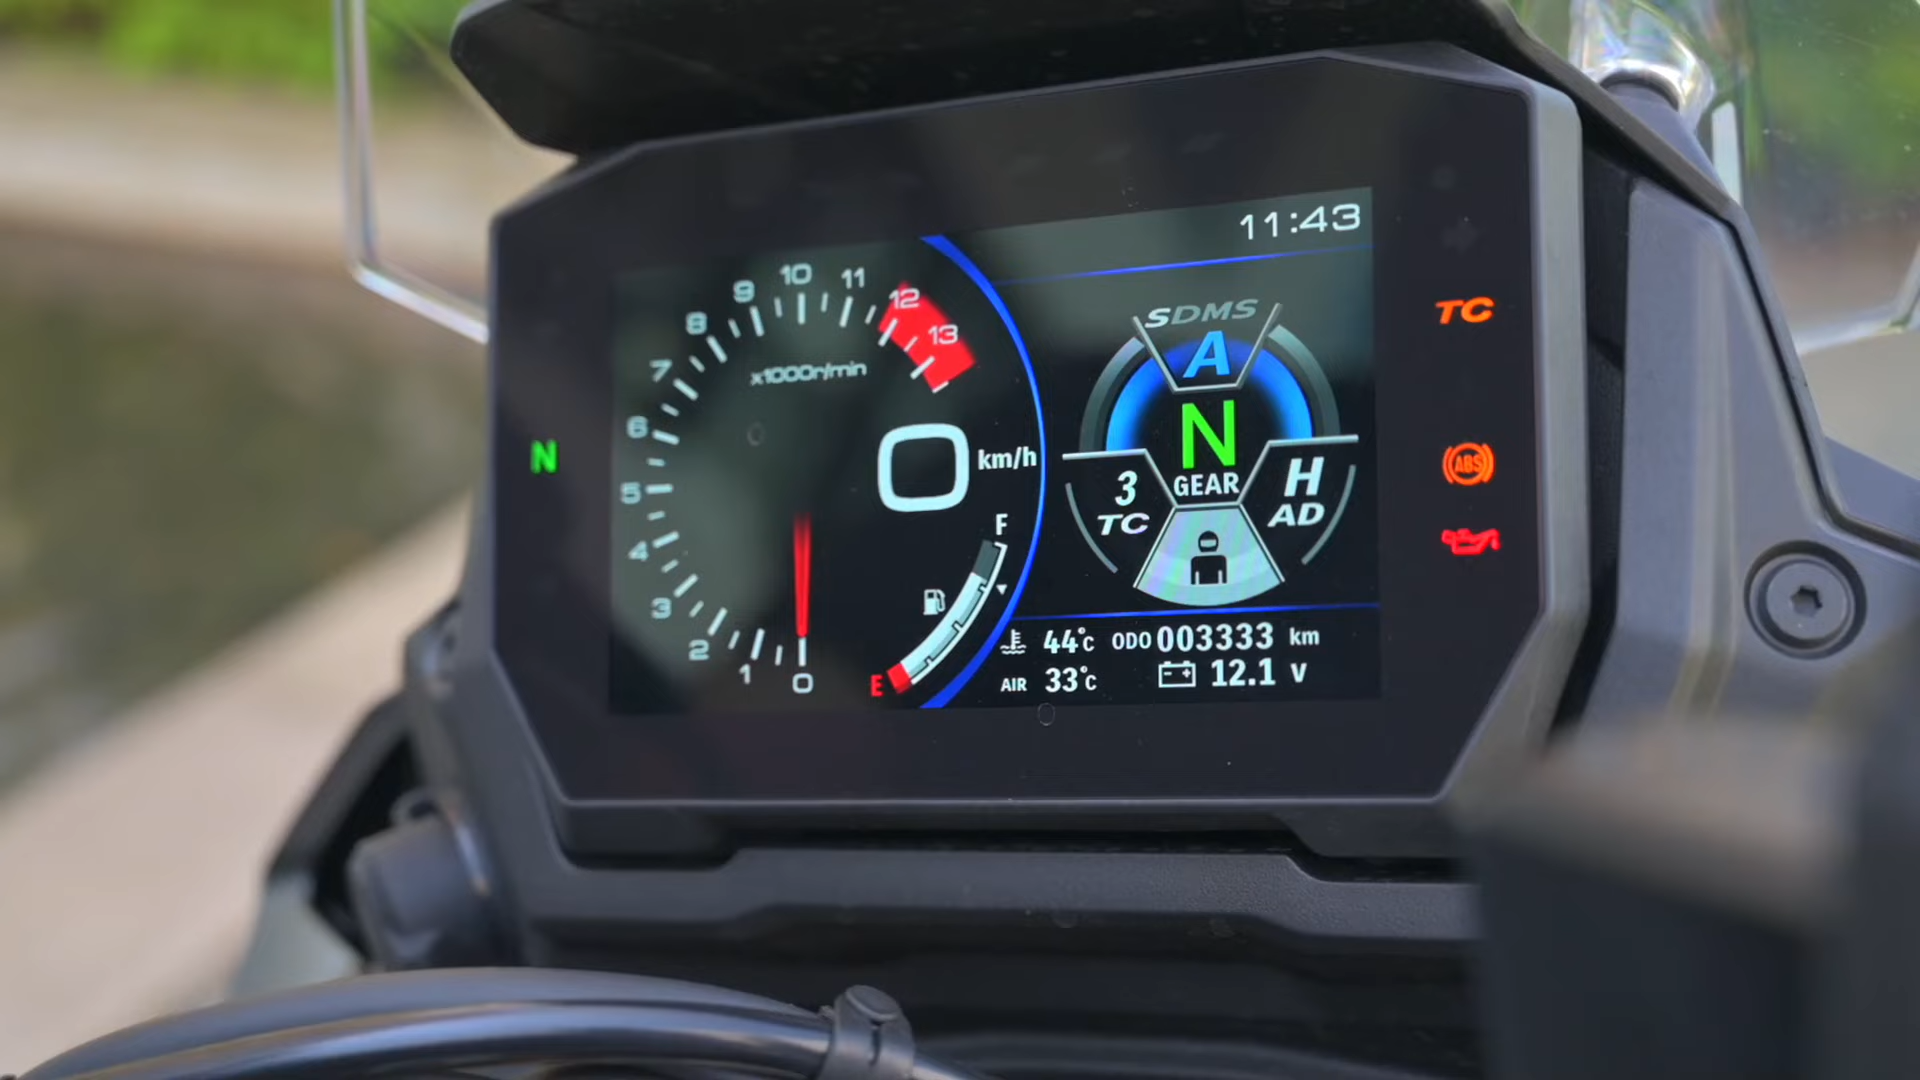 11:43
10
9
11
8
12
13
7
x1000r/min
6
5
4
3
2
1
0
0 km/h
F
E
SDMS
A
N
GEAR
3
TC
H
AD
44°C ODO 003333 km
AIR 33°C 12.1 V
N
TC
ABS